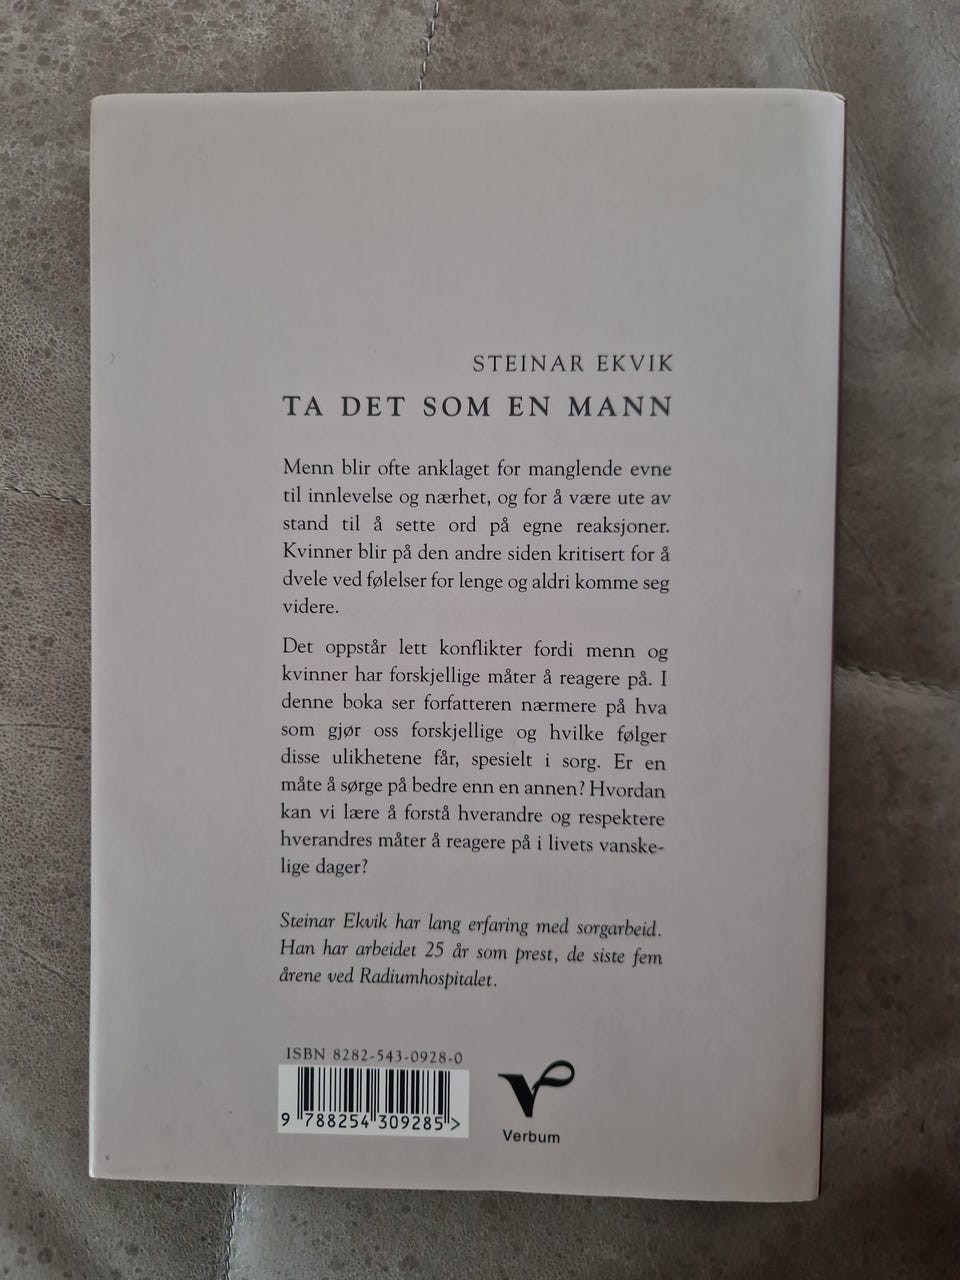 STEINAR EKVIK
TA DET SOM EN MANN
Menn blir ofte anklaget for manglende evne
til innlevelse og nærhet, og for å være ute av
stand til å sette ord på egne reaksjoner.
Kvinner blir på den andre siden kritisert for å
dvele ved følelser for lenge og aldri komme seg
videre.
Det oppstår lett konflikter fordi menn og
kvinner har forskjellige måter å reagere på. I
denne boka ser forfatteren nærmere på hva
som gjør oss forskjellige og hvilke følger
disse ulikhetene får, spesielt i sorg. Er en
måte å sørge på bedre enn en annen? Hvordan
kan vi lære å forstå hverandre og respektere
hverandres måter å reagere på i livets vanske-
lige dager?
Steinar Ekvik har lang erfaring med sorgarbeid.
Han har arbeidet 25 år som prest, de siste fem
årene ved Radiumhospitalet.
ISBN 8282-543-0928-0
9 788254 309285 >
Verbum